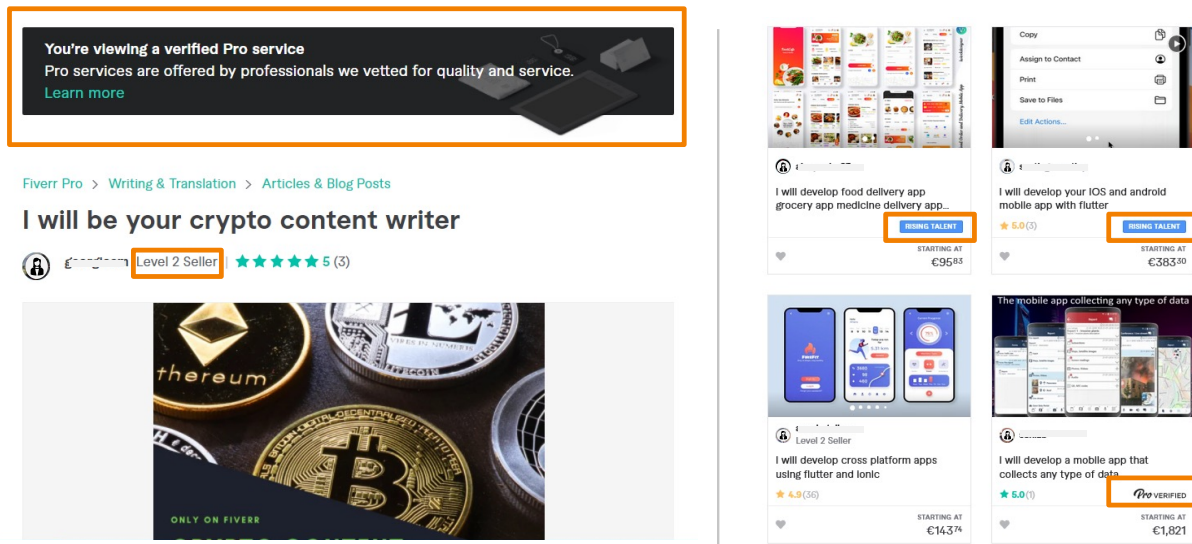 You're viewing a verified Pro service
Pro services are offered by professionals we vetted for quality and service.
Learn more
Fiverr Pro > Writing & Translation > Articles & Blog Posts
I will be your crypto content writer
Level 2 Seller | ★★★★★ 5 (3)
thereum
LITECOIN
ONLY ON FIVERR
CRYPTO CONTENT
I will develop food delivery app
grocery app medicine delivery app...
RISING TALENT
STARTING AT
€95⁸³
Copy
Assign to Contact
Print
Save to Files
Edit Actions...
I will develop your IOS and android
mobile app with flutter
★ 5.0 (3)
RISING TALENT
STARTING AT
€383³⁰
Level 2 Seller
I will develop cross platform apps
using flutter and ionic
★ 4.9 (36)
STARTING AT
€143⁷⁴
The mobile app collecting any type of data
I will develop a mobile app that
collects any type of data
★ 5.0 (1)
Pro VERIFIED
STARTING AT
€1,821